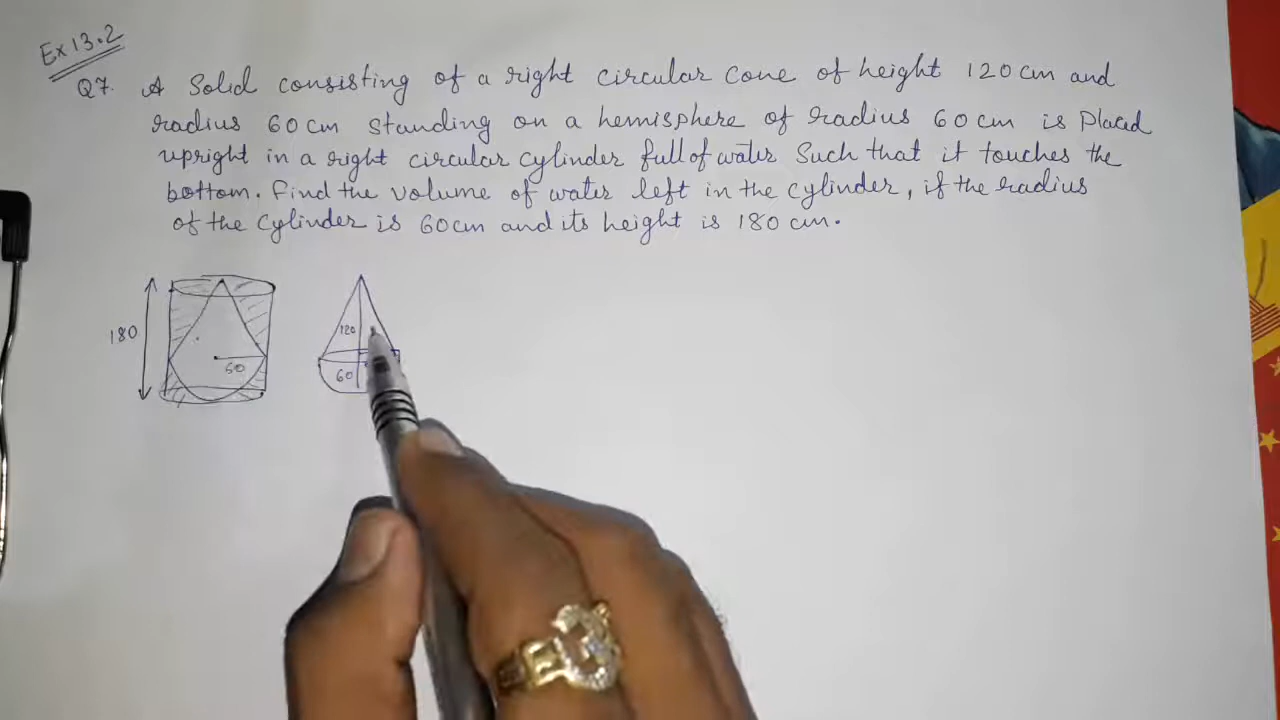 Ex 13.2
Q7. A Solid consisting of a right circular cone of height 120 cm and
radius 60 cm standing on a hemisphere of radius 60 cm is placed
upright in a right circular cylinder full of water Such that it touches the
bottom. Find the volume of water left in the cylinder, if the radius
of the cylinder is 60 cm and its height is 180 cm.
180
60
120
60